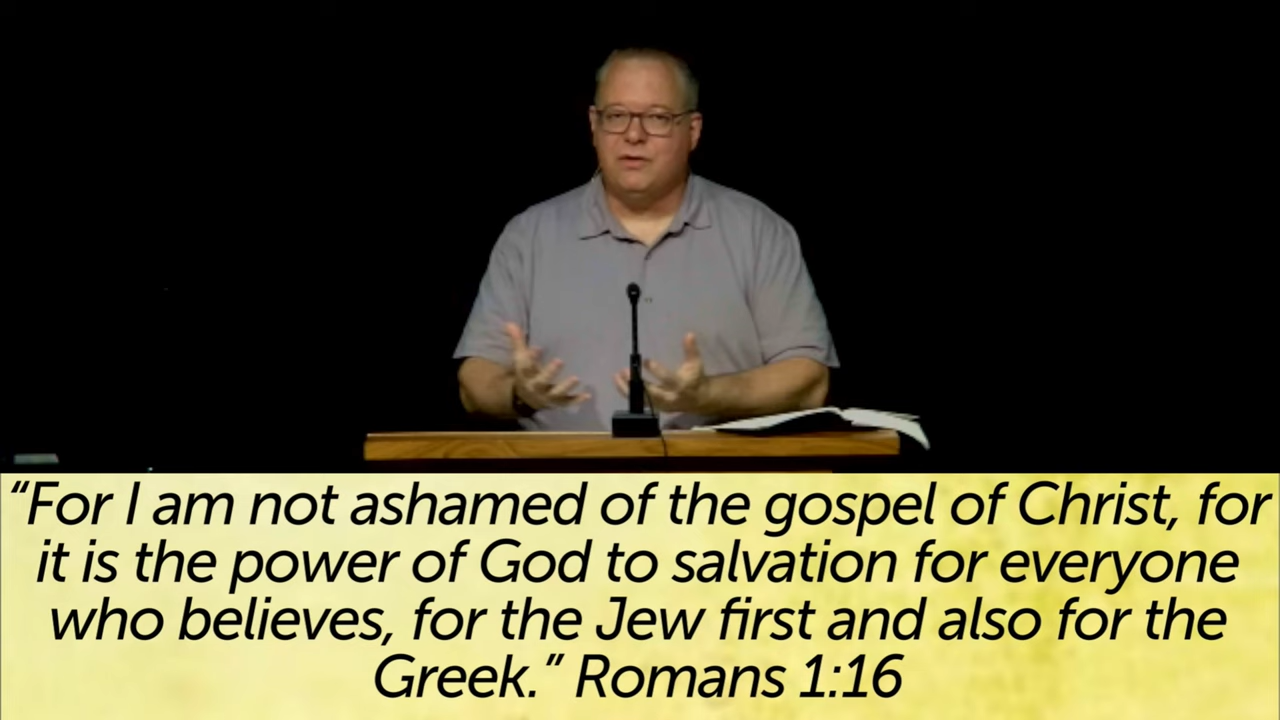 “For I am not ashamed of the gospel of Christ, for
it is the power of God to salvation for everyone
who believes, for the Jew first and also for the
Greek.” Romans 1:16